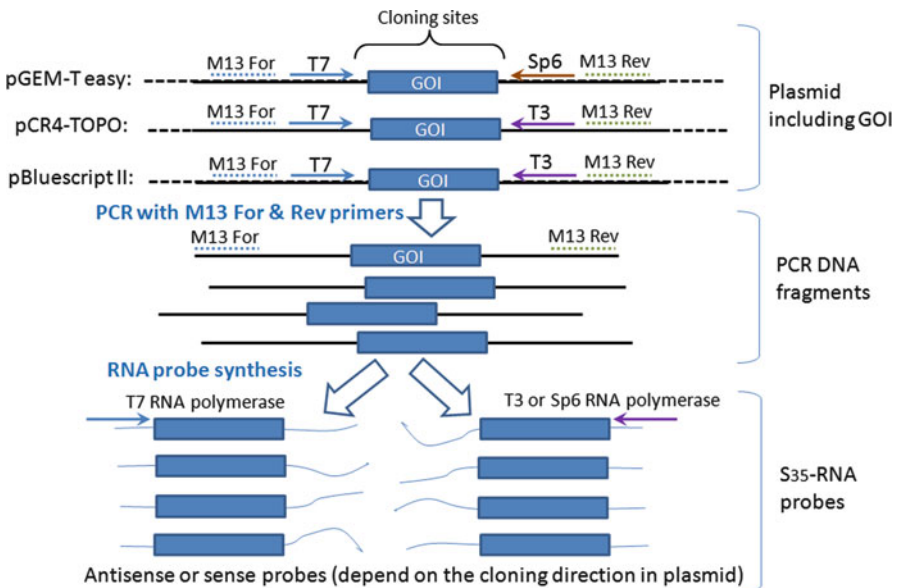 Cloning sites
pGEM-T easy: M13 For T7 GOI Sp6 M13 Rev
pCR4-TOPO: M13 For T7 GOI T3 M13 Rev
pBluescript II: M13 For T7 GOI T3 M13 Rev
Plasmid
including GOI
PCR with M13 For & Rev primers
M13 For GOI M13 Rev
PCR DNA
fragments
RNA probe synthesis
T7 RNA polymerase
T3 or Sp6 RNA polymerase
S35-RNA
probes
Antisense or sense probes (depend on the cloning direction in plasmid)